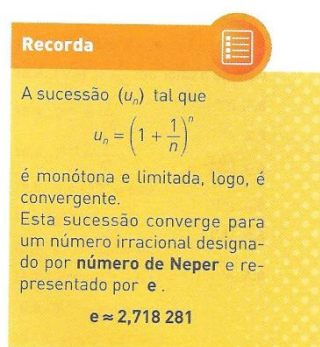 Recorda
A sucessão (uₙ) tal que
uₙ = (1 + 1/n)ⁿ
é monótona e limitada, logo, é
convergente.
Esta sucessão converge para
um número irracional designa-
do por número de Neper e re-
presentado por e .
e ≈ 2,718 281